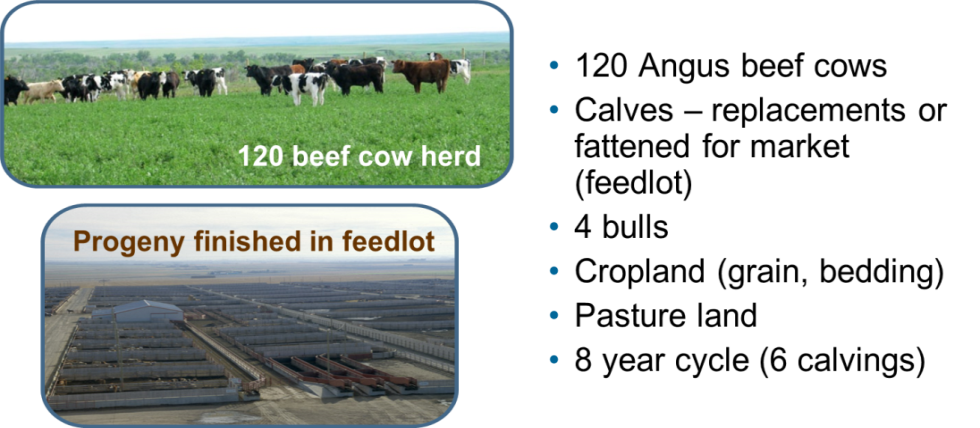 120 beef cow herd
Progeny finished in feedlot
• 120 Angus beef cows
• Calves – replacements or
fattened for market
(feedlot)
• 4 bulls
• Cropland (grain, bedding)
• Pasture land
• 8 year cycle (6 calvings)